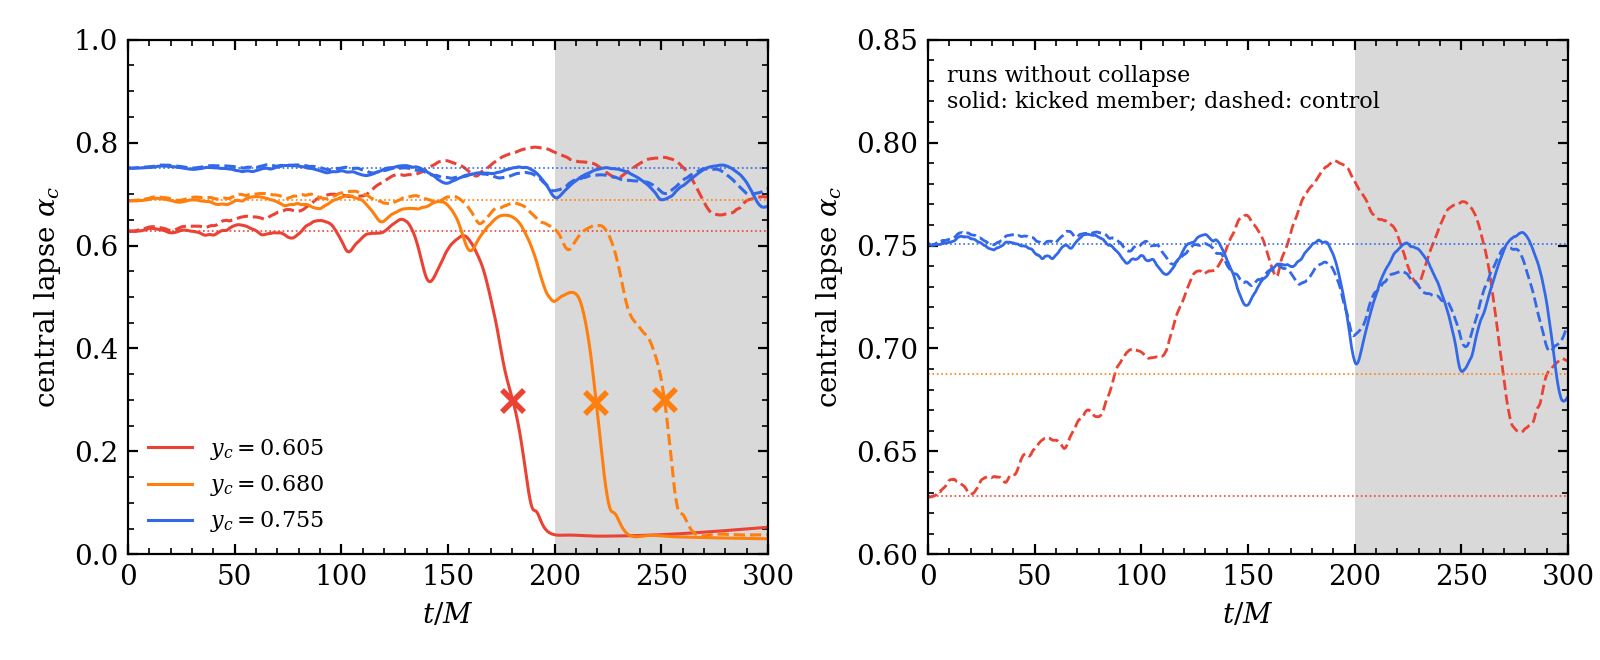 1.0
0.8
0.6
0.4
0.2
0.0
central lapse α_c
y_c = 0.605
y_c = 0.680
y_c = 0.755
0 50 100 150 200 250 300
t/M
0.85
0.80
0.75
0.70
0.65
0.60
central lapse α_c
runs without collapse
solid: kicked member; dashed: control
0 50 100 150 200 250 300
t/M